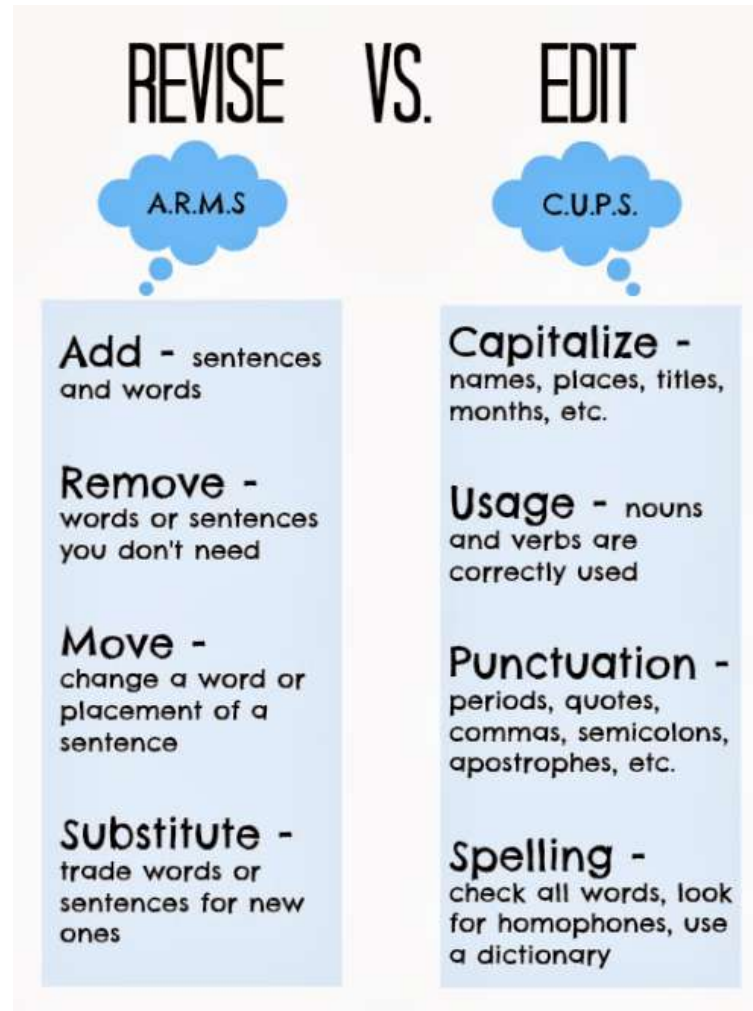 REVISE VS. EDIT
A.R.M.S
Add - sentences
and words
Remove -
words or sentences
you don't need
Move -
change a word or
placement of a
sentence
Substitute -
trade words or
sentences for new
ones
C.U.P.S.
Capitalize -
names, places, titles,
months, etc.
Usage - nouns
and verbs are
correctly used
Punctuation -
periods, quotes,
commas, semicolons,
apostrophes, etc.
Spelling -
check all words, look
for homophones, use
a dictionary